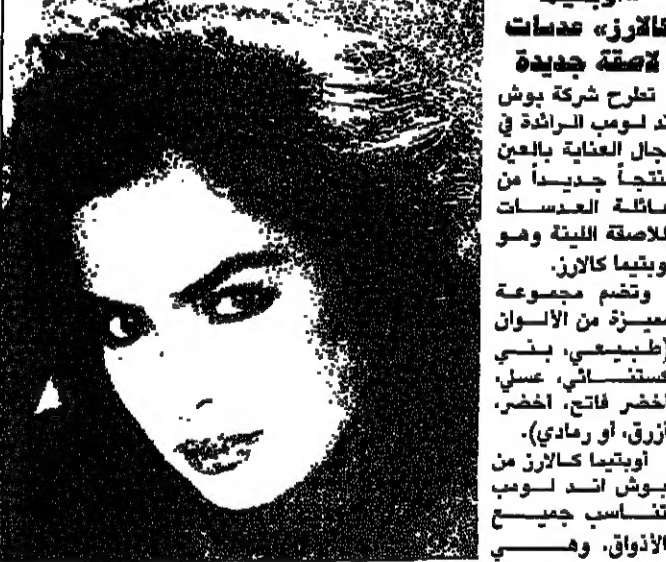 كالارز» عدسات
لاصقة جديدة
تطرح شركة بوش
اند لومب الرائدة في
مجال العناية بالعين
منتجاً جديداً من
عائلة العدسات
اللاصقة اللينة وهو
اوبتيما كالارز.
وتضم مجموعة
مميزة من الألوان
(طبيعي، بني
كستنائي، عسلي،
أخضر فاتح، أخضر،
أزرق، أو رمادي).
أوبتيما كالارز من
بوش اند لومب
تناسب جميع
الأذواق. وهي